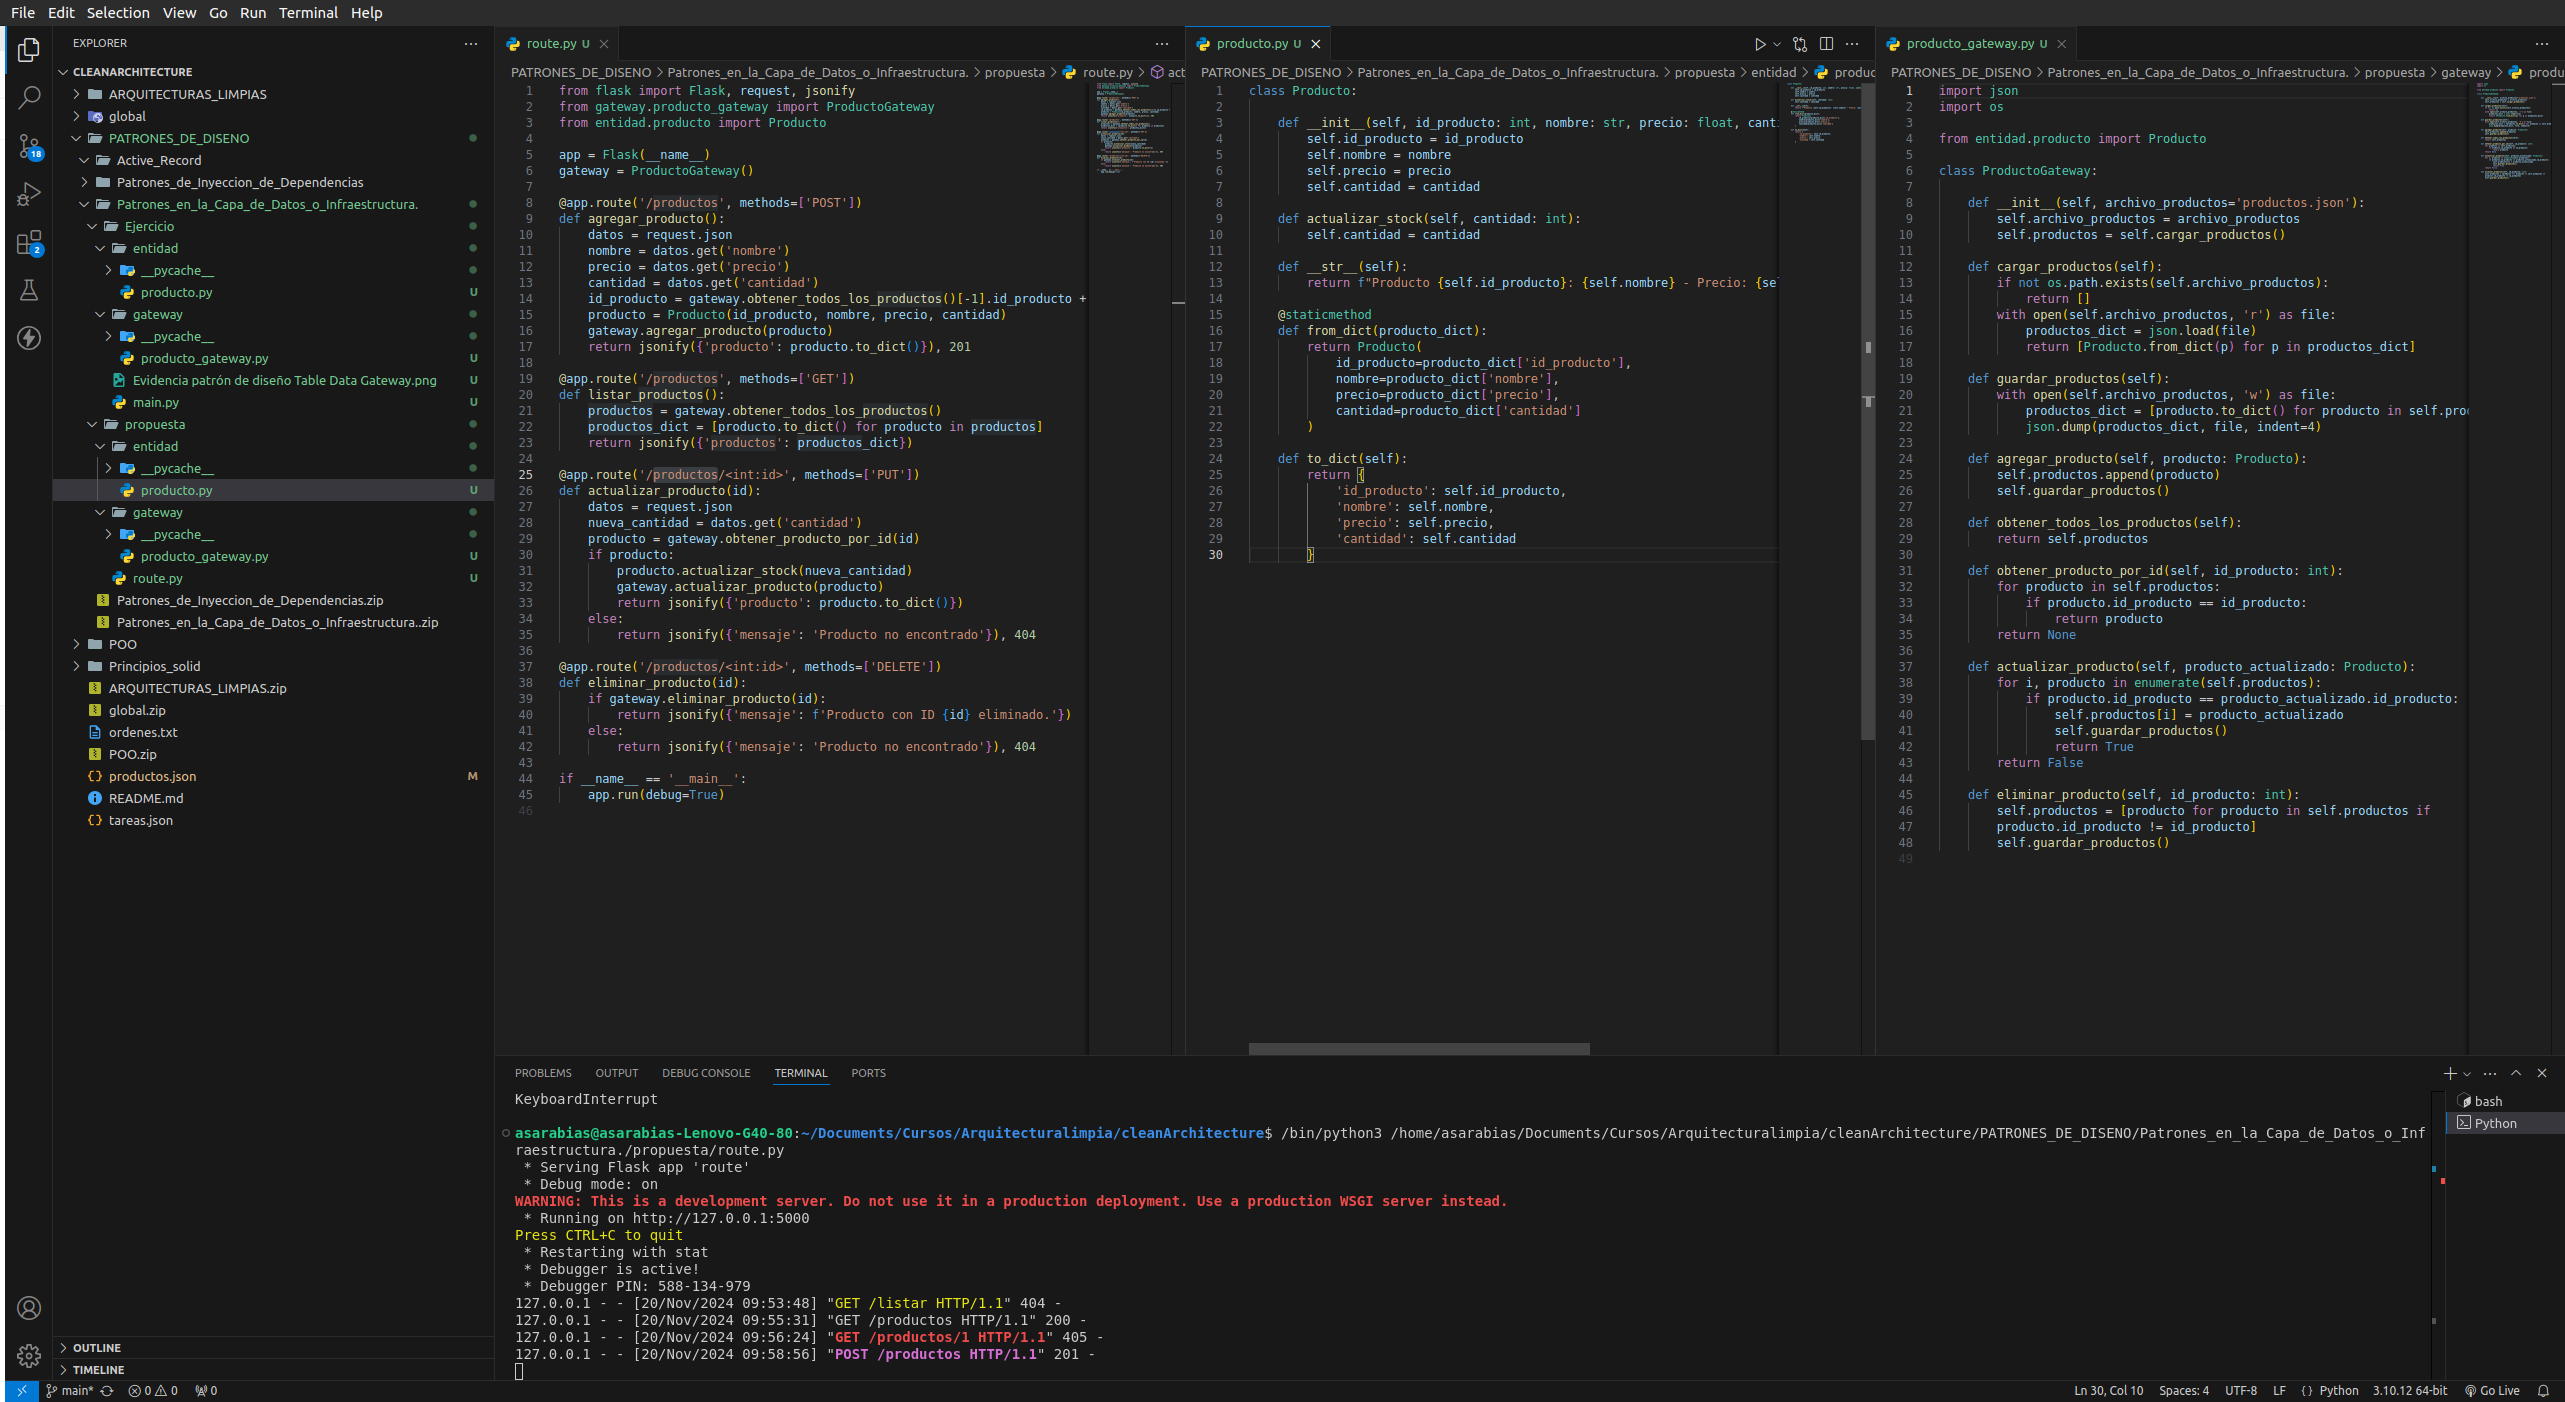 File Edit Selection View Go Run Terminal Help
EXPLORER
CLEANARCHITECTURE
ARQUITECTURAS_LIMPIAS
global
PATRONES_DE_DISENO
Active_Record
Patrones_de_Inyeccion_de_Dependencias
Patrones_en_la_Capa_de_Datos_o_Infraestructura.
Ejercicio
entidad
__pycache__
producto.py U
gateway
__pycache__
producto_gateway.py U
Evidencia patrón de diseño Table Data Gateway.png U
main.py U
propuesta
entidad
__pycache__
producto.py U
gateway
__pycache__
producto_gateway.py U
route.py U
Patrones_de_Inyeccion_de_Dependencias.zip
Patrones_en_la_Capa_de_Datos_o_Infraestructura..zip
POO
Principios_solid
ARQUITECTURAS_LIMPIAS.zip
global.zip
ordenes.txt
POO.zip
productos.json M
README.md
tareas.json
OUTLINE
TIMELINE
18
2
route.py U
PATRONES_DE_DISENO > Patrones_en_la_Capa_de_Datos_o_Infraestructura. > propuesta > route.py > act
1 from flask import Flask, request, jsonify
2 from gateway.producto_gateway import ProductoGateway
3 from entidad.producto import Producto
4
5 app = Flask(__name__)
6 gateway = ProductoGateway()
7
8 @app.route('/productos', methods=['POST'])
9 def agregar_producto():
10 datos = request.json
11 nombre = datos.get('nombre')
12 precio = datos.get('precio')
13 cantidad = datos.get('cantidad')
14 id_producto = gateway.obtener_todos_los_productos()[-1].id_producto +
15 producto = Producto(id_producto, nombre, precio, cantidad)
16 gateway.agregar_producto(producto)
17 return jsonify({'producto': producto.to_dict()}), 201
18
19 @app.route('/productos', methods=['GET'])
20 def listar_productos():
21 productos = gateway.obtener_todos_los_productos()
22 productos_dict = [producto.to_dict() for producto in productos]
23 return jsonify({'productos': productos_dict})
24
25 @app.route('/productos/<int:id>', methods=['PUT'])
26 def actualizar_producto(id):
27 datos = request.json
28 nueva_cantidad = datos.get('cantidad')
29 producto = gateway.obtener_producto_por_id(id)
30 if producto:
31 producto.actualizar_stock(nueva_cantidad)
32 gateway.actualizar_producto(producto)
33 return jsonify({'producto': producto.to_dict()})
34 else:
35 return jsonify({'mensaje': 'Producto no encontrado'}), 404
36
37 @app.route('/productos/<int:id>', methods=['DELETE'])
38 def eliminar_producto(id):
39 if gateway.eliminar_producto(id):
40 return jsonify({'mensaje': f'Producto con ID {id} eliminado.'})
41 else:
42 return jsonify({'mensaje': 'Producto no encontrado'}), 404
43
44 if __name__ == '__main__':
45 app.run(debug=True)
46
producto.py U
PATRONES_DE_DISENO > Patrones_en_la_Capa_de_Datos_o_Infraestructura. > propuesta > entidad > produc
1 class Producto:
2
3 def __init__(self, id_producto: int, nombre: str, precio: float, canti
4 self.id_producto = id_producto
5 self.nombre = nombre
6 self.precio = precio
7 self.cantidad = cantidad
8
9 def actualizar_stock(self, cantidad: int):
10 self.cantidad = cantidad
11
12 def __str__(self):
13 return f"Producto {self.id_producto}: {self.nombre} - Precio: {se
14
15 @staticmethod
16 def from_dict(producto_dict):
17 return Producto(
18 id_producto=producto_dict['id_producto'],
19 nombre=producto_dict['nombre'],
20 precio=producto_dict['precio'],
21 cantidad=producto_dict['cantidad']
22 )
23
24 def to_dict(self):
25 return {
26 'id_producto': self.id_producto,
27 'nombre': self.nombre,
28 'precio': self.precio,
29 'cantidad': self.cantidad
30 }
producto_gateway.py U
PATRONES_DE_DISENO > Patrones_en_la_Capa_de_Datos_o_Infraestructura. > propuesta > gateway > produ
1 import json
2 import os
3
4 from entidad.producto import Producto
5
6 class ProductoGateway:
7
8 def __init__(self, archivo_productos='productos.json'):
9 self.archivo_productos = archivo_productos
10 self.productos = self.cargar_productos()
11
12 def cargar_productos(self):
13 if not os.path.exists(self.archivo_productos):
14 return []
15 with open(self.archivo_productos, 'r') as file:
16 productos_dict = json.load(file)
17 return [Producto.from_dict(p) for p in productos_dict]
18
19 def guardar_productos(self):
20 with open(self.archivo_productos, 'w') as file:
21 productos_dict = [producto.to_dict() for producto in self.prod
22 json.dump(productos_dict, file, indent=4)
23
24 def agregar_producto(self, producto: Producto):
25 self.productos.append(producto)
26 self.guardar_productos()
27
28 def obtener_todos_los_productos(self):
29 return self.productos
30
31 def obtener_producto_por_id(self, id_producto: int):
32 for producto in self.productos:
33 if producto.id_producto == id_producto:
34 return producto
35 return None
36
37 def actualizar_producto(self, producto_actualizado: Producto):
38 for i, producto in enumerate(self.productos):
39 if producto.id_producto == producto_actualizado.id_producto:
40 self.productos[i] = producto_actualizado
41 self.guardar_productos()
42 return True
43 return False
44
45 def eliminar_producto(self, id_producto: int):
46 self.productos = [producto for producto in self.productos if
47 producto.id_producto != id_producto]
48 self.guardar_productos()
49
PROBLEMS OUTPUT DEBUG CONSOLE TERMINAL PORTS
KeyboardInterrupt
asarabias@asarabias-Lenovo-G40-80:~/Documents/Cursos/Arquitecturalimpia/cleanArchitecture$ /bin/python3 /home/asarabias/Documents/Cursos/Arquitecturalimpia/cleanArchitecture/PATRONES_DE_DISENO/Patrones_en_la_Capa_de_Datos_o_Inf
raestructura./propuesta/route.py
* Serving Flask app 'route'
* Debug mode: on
WARNING: This is a development server. Do not use it in a production deployment. Use a production WSGI server instead.
* Running on http://127.0.0.1:5000
Press CTRL+C to quit
* Restarting with stat
* Debugger is active!
* Debugger PIN: 588-134-979
127.0.0.1 - - [20/Nov/2024 09:53:48] "GET /listar HTTP/1.1" 404 -
127.0.0.1 - - [20/Nov/2024 09:55:31] "GET /productos HTTP/1.1" 200 -
127.0.0.1 - - [20/Nov/2024 09:56:24] "GET /productos/1 HTTP/1.1" 405 -
127.0.0.1 - - [20/Nov/2024 09:58:56] "POST /productos HTTP/1.1" 201 -
bash
Python
main* 0 0 0
Ln 30, Col 10 Spaces: 4 UTF-8 LF {} Python 3.10.12 64-bit Go Live